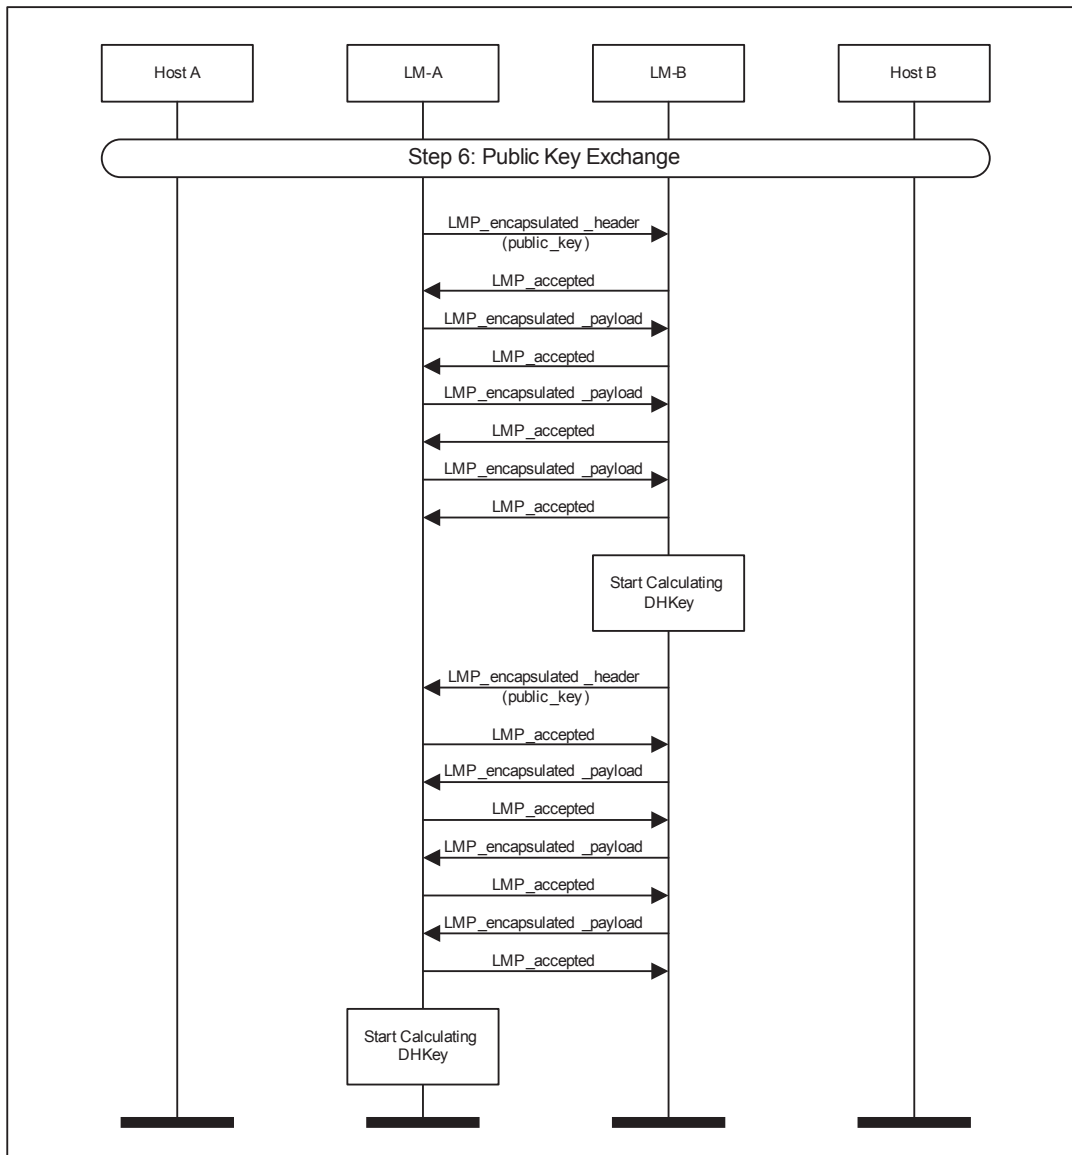 Host A
LM-A
LM-B
Host B
Step 6: Public Key Exchange
LMP_encapsulated _header
(public_key)
LMP_accepted
LMP_encapsulated _payload
LMP_accepted
LMP_encapsulated _payload
LMP_accepted
LMP_encapsulated _payload
LMP_accepted
Start Calculating
DHKey
LMP_encapsulated _header
(public_key)
LMP_accepted
LMP_encapsulated _payload
LMP_accepted
LMP_encapsulated _payload
LMP_accepted
LMP_encapsulated _payload
LMP_accepted
Start Calculating
DHKey